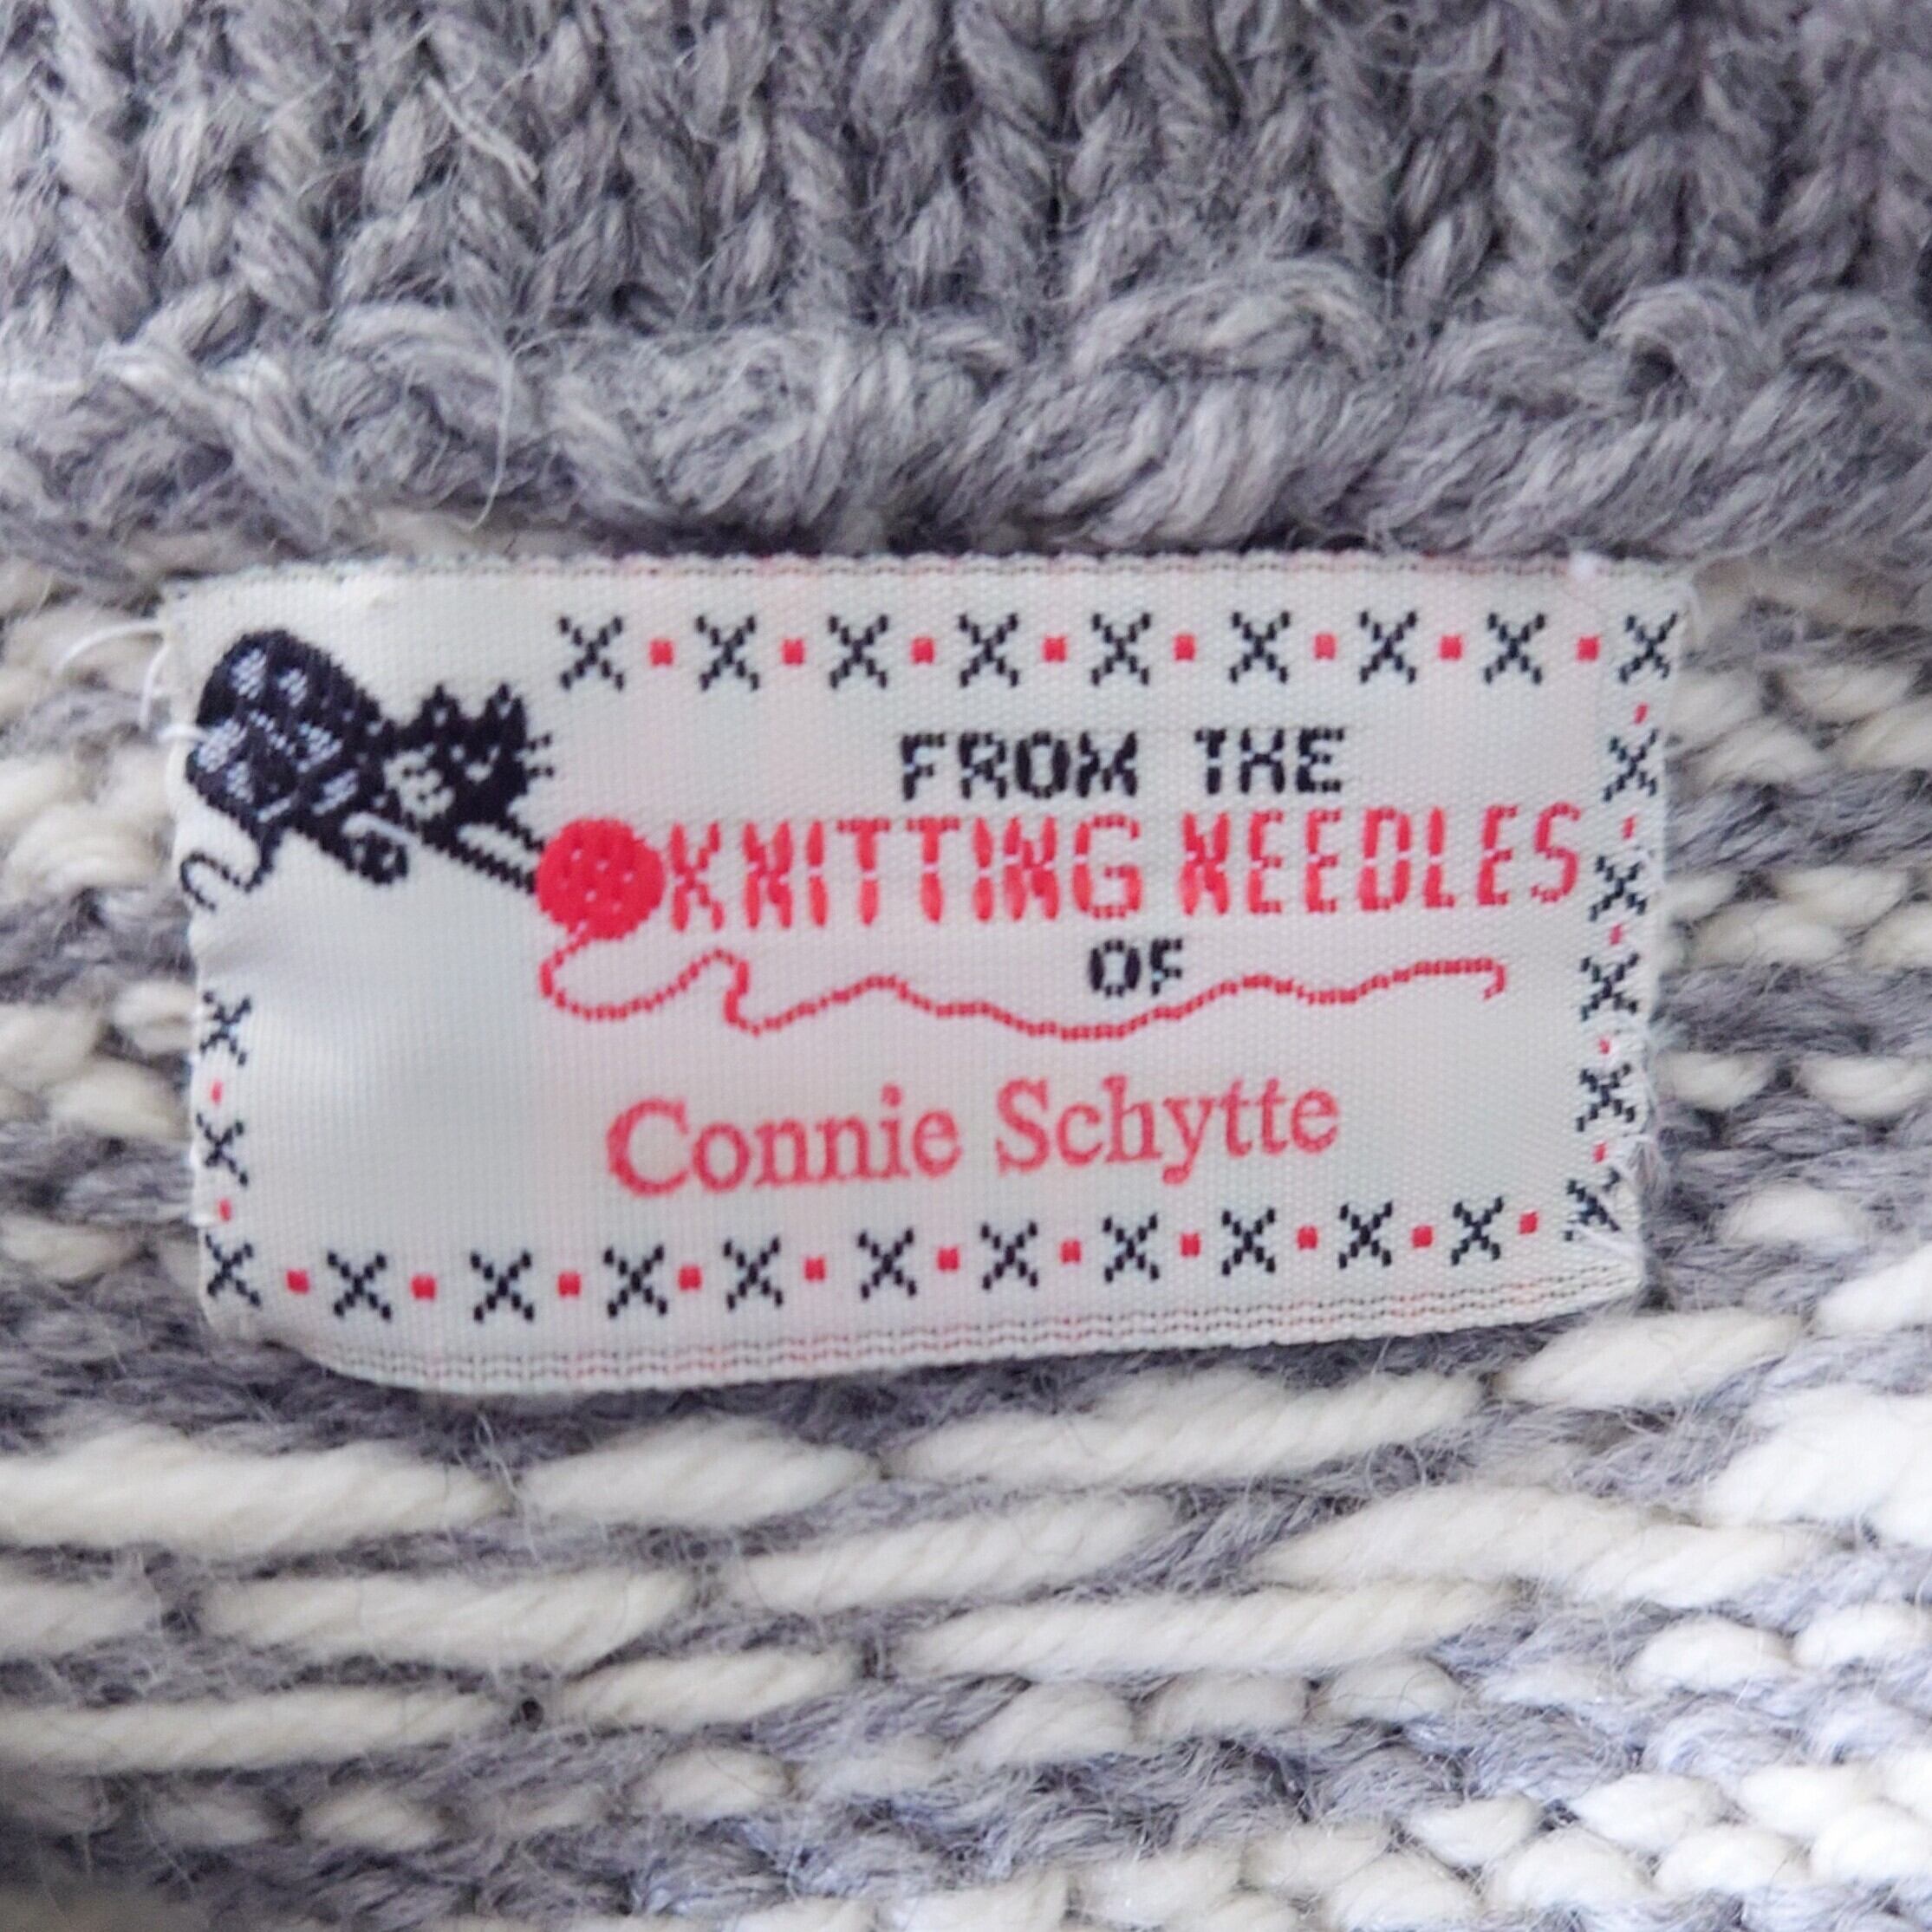 FROM THE
KNITTING NEEDLES
OF
Connie Schytte